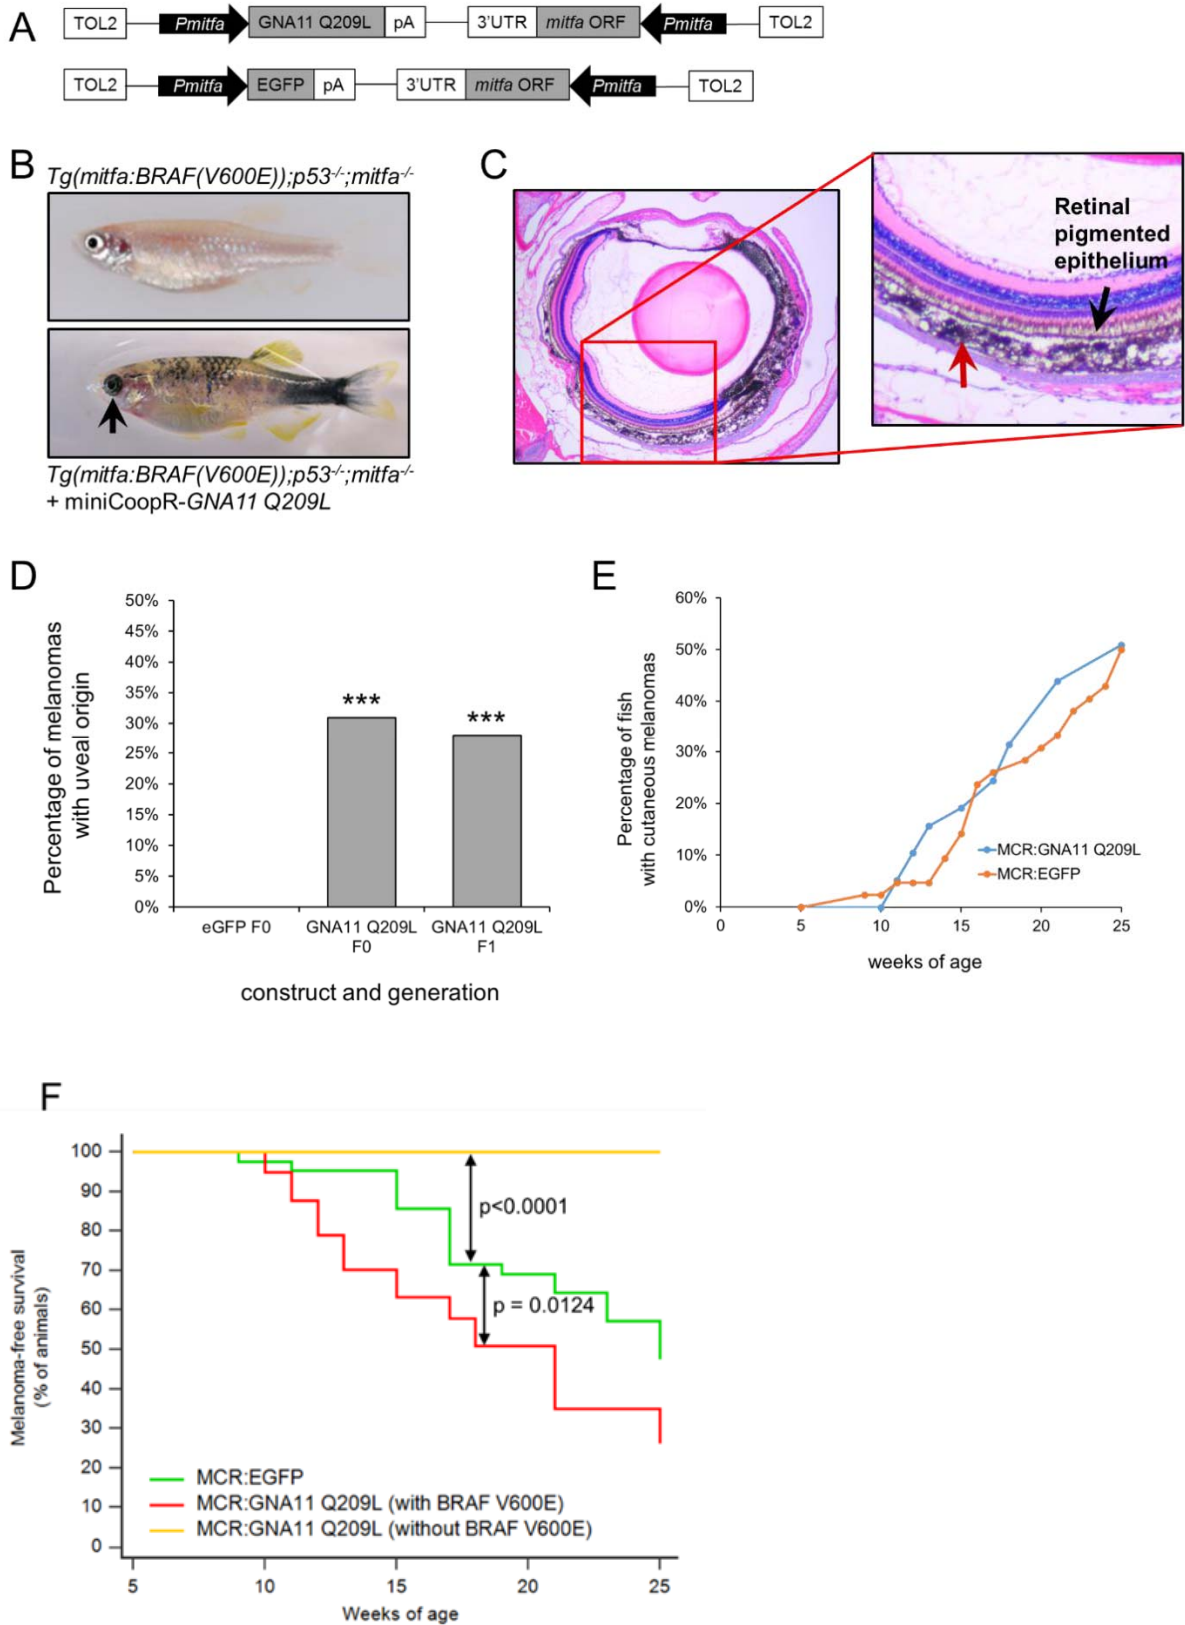 A
TOL2 Pmitfa GNA11 Q209L pA 3'UTR mitfa ORF Pmitfa TOL2
TOL2 Pmitfa EGFP pA 3'UTR mitfa ORF Pmitfa TOL2
B
Tg(mitfa:BRAF(V600E));p53-/-;mitfa-/-
Tg(mitfa:BRAF(V600E));p53-/-;mitfa-/-
+ miniCoopR-GNA11 Q209L
C
Retinal
pigmented
epithelium
D
Percentage of melanomas
with uveal origin
50%
45%
40%
35%
30%
25%
20%
15%
10%
5%
0%
***
***
eGFP F0
GNA11 Q209L
F0
GNA11 Q209L
F1
construct and generation
E
Percentage of fish
with cutaneous melanomas
60%
50%
40%
30%
20%
10%
0%
MCR:GNA11 Q209L
MCR:EGFP
0 5 10 15 20 25
weeks of age
F
Melanoma-free survival
(% of animals)
100
90
80
70
60
50
40
30
20
10
0
p<0.0001
p = 0.0124
MCR:EGFP
MCR:GNA11 Q209L (with BRAF V600E)
MCR:GNA11 Q209L (without BRAF V600E)
5 10 15 20 25
Weeks of age